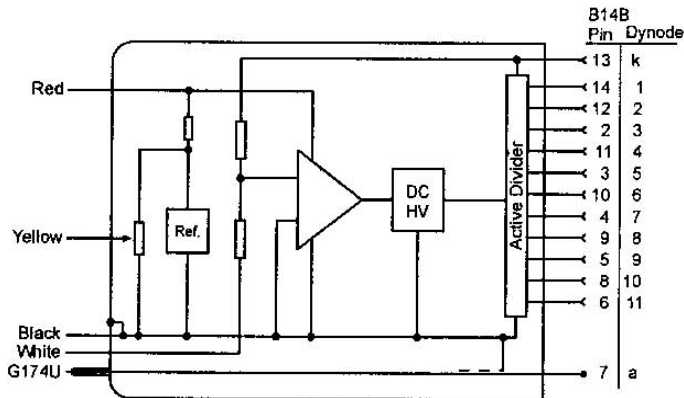 B14B
Pin Dynode
13 k
Red
14 1
12 2
2 3
11 4
3 5
DC
HV
Active Divider
10 6
4 7
Yellow
Ref.
9 8
5 9
8 10
6 11
Black
White
G174U
7 a